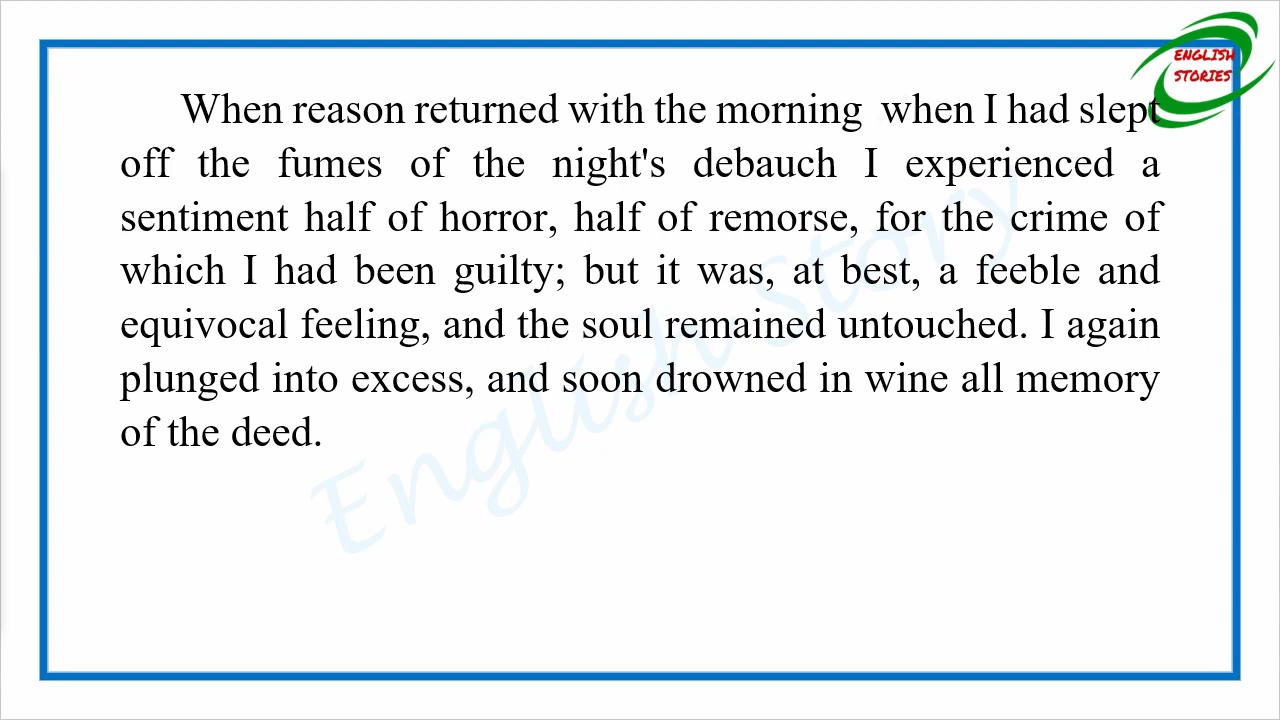 ENGLISH
STORIES
When reason returned with the morning  when I had slept
off the fumes of the night's debauch I experienced a
sentiment half of horror, half of remorse, for the crime of
which I had been guilty; but it was, at best, a feeble and
equivocal feeling, and the soul remained untouched. I again
plunged into excess, and soon drowned in wine all memory
of the deed.
English Story